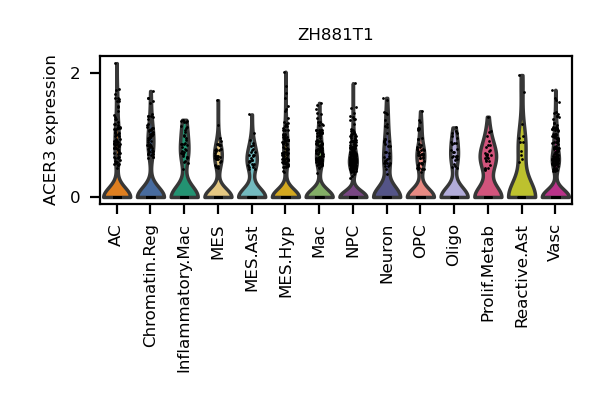 ZH881T1
ACER3 expression
2
0
AC
Chromatin.Reg
Inflammatory.Mac
MES
MES.Ast
MES.Hyp
Mac
NPC
Neuron
OPC
Oligo
Prolif.Metab
Reactive.Ast
Vasc